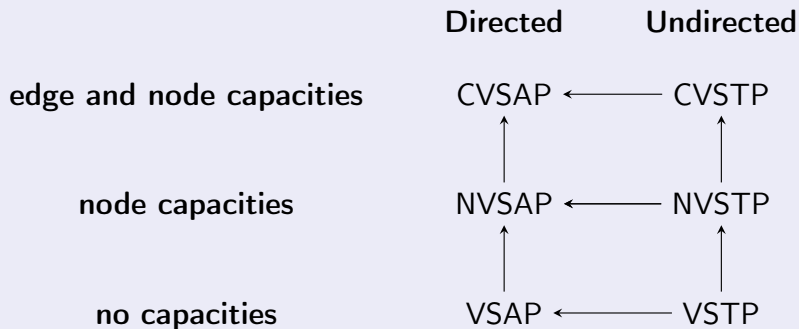 Directed Undirected
edge and node capacities CVSAP CVSTP
node capacities NVSAP NVSTP
no capacities VSAP VSTP